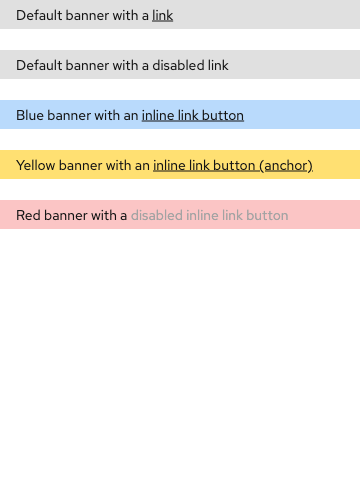 Default banner with a link
Default banner with a disabled link
Blue banner with an inline link button
Yellow banner with an inline link button (anchor)
Red banner with a disabled inline link button